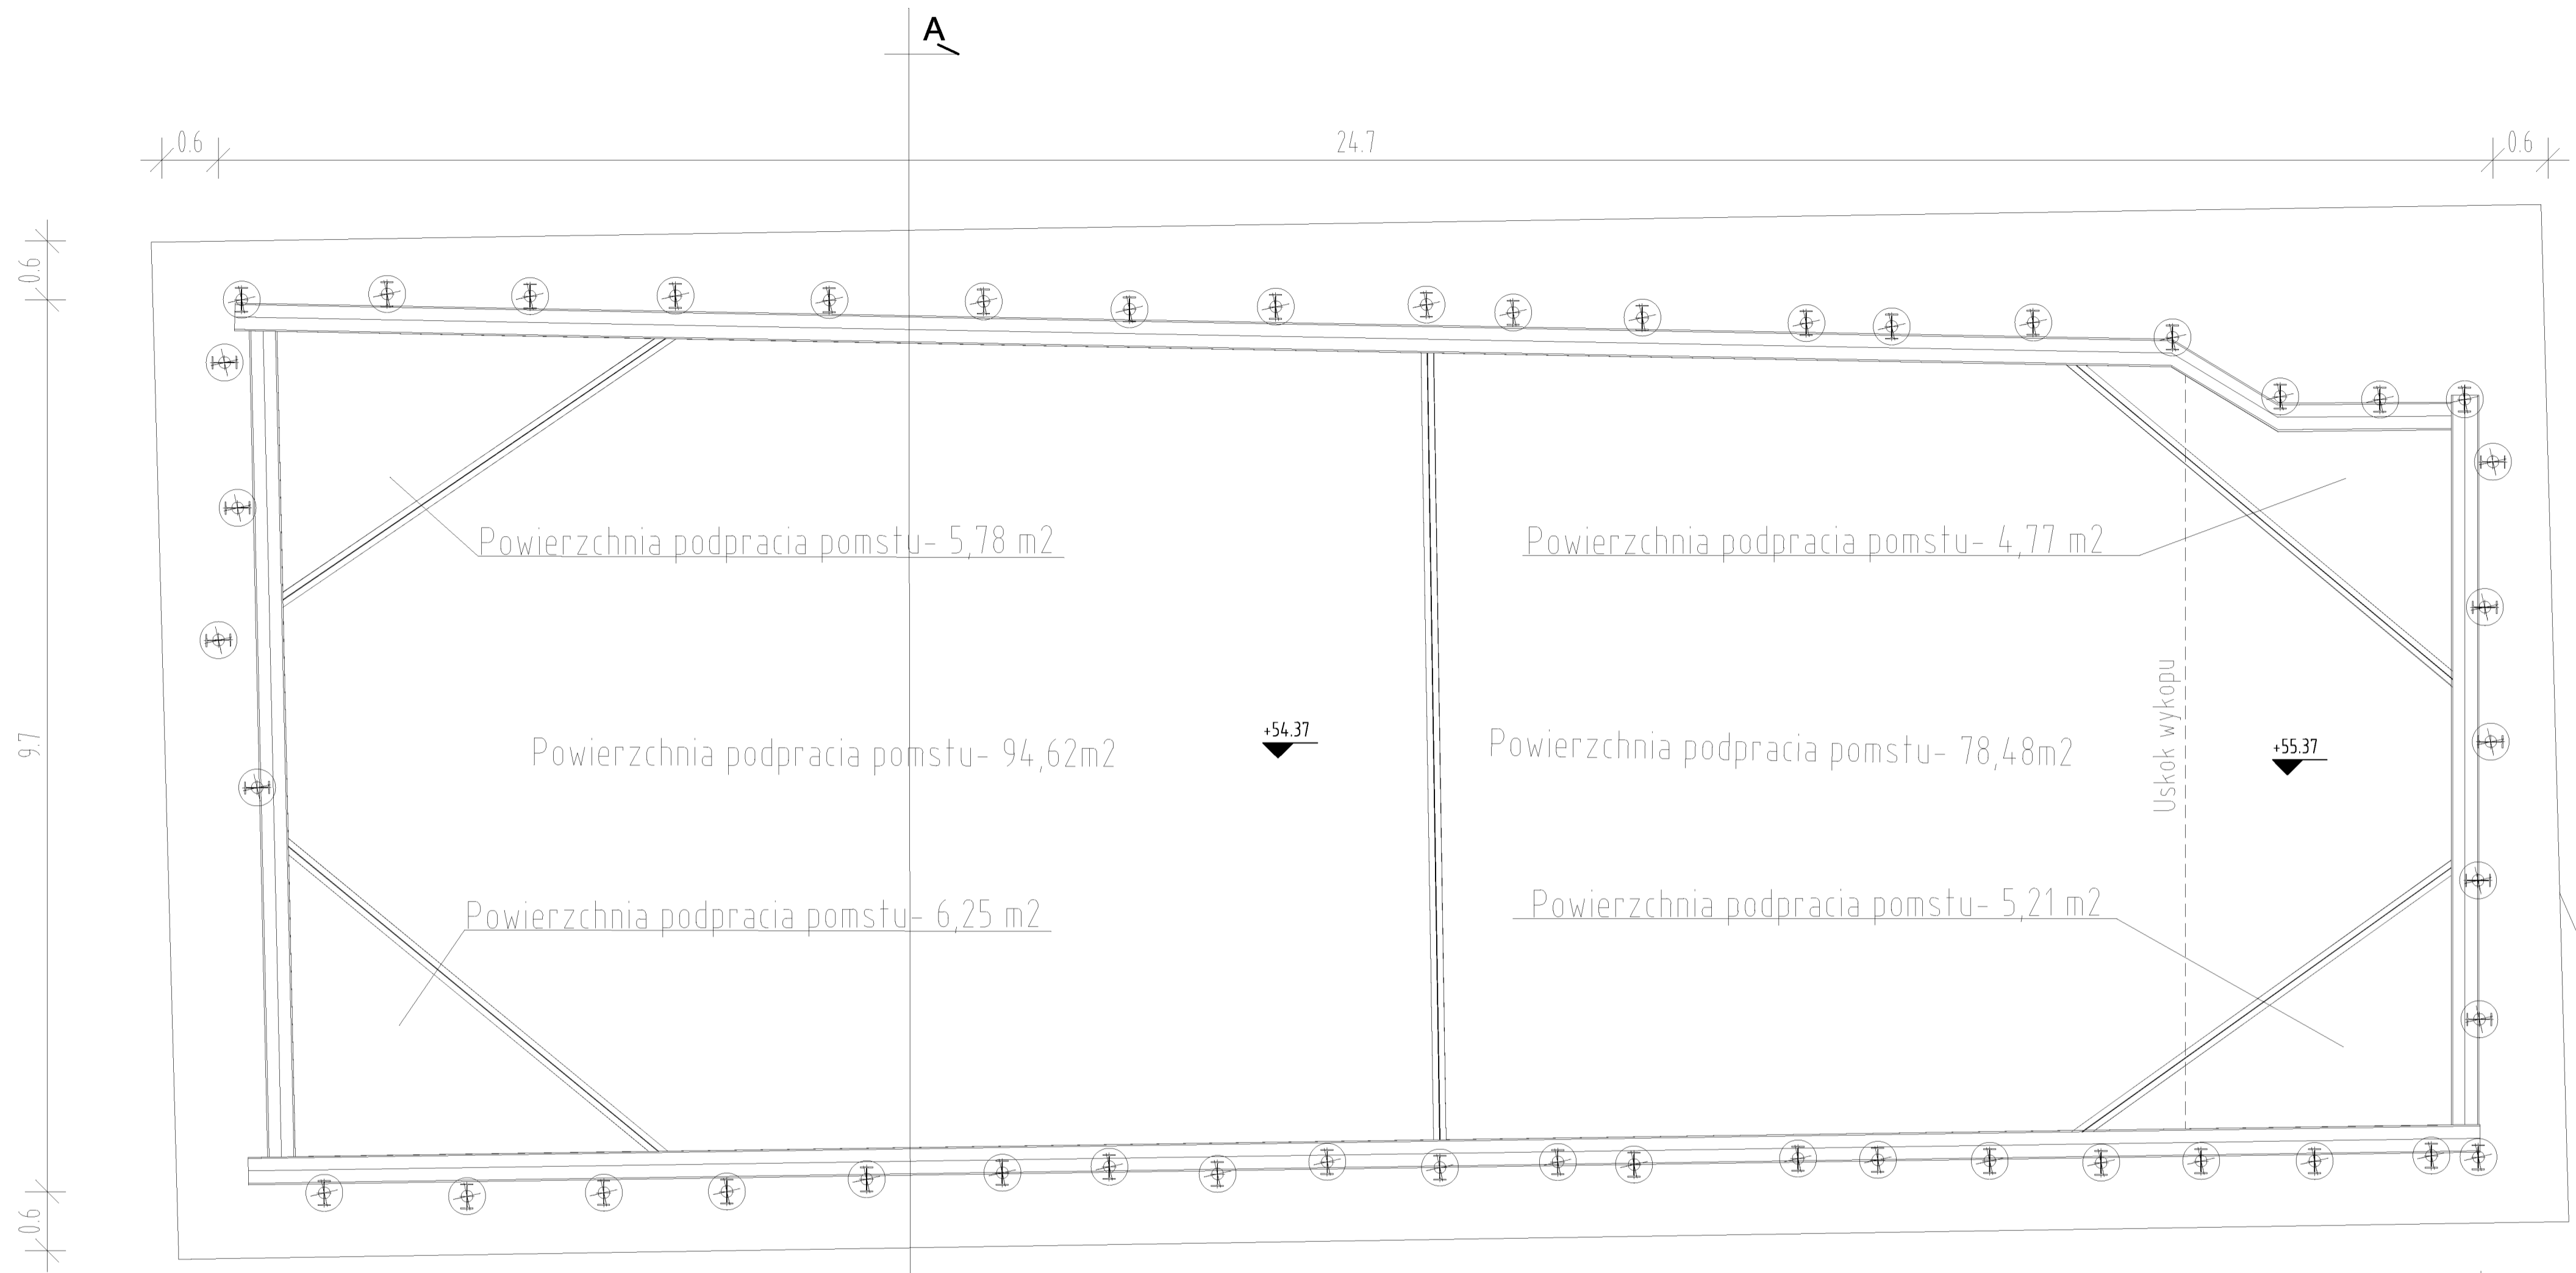 A
0.6
24.7
0.6
0.6
Powierzchnia podpracia pomstu- 5,78 m2
Powierzchnia podpracia pomstu- 4,77 m2
9.7
Powierzchnia podpracia pomstu- 94,62m2
+54.37
Powierzchnia podpracia pomstu- 78,48m2
Uskok wykopu
+55.37
Powierzchnia podpracia pomstu- 6,25 m2
Powierzchnia podpracia pomstu- 5,21 m2
0.6